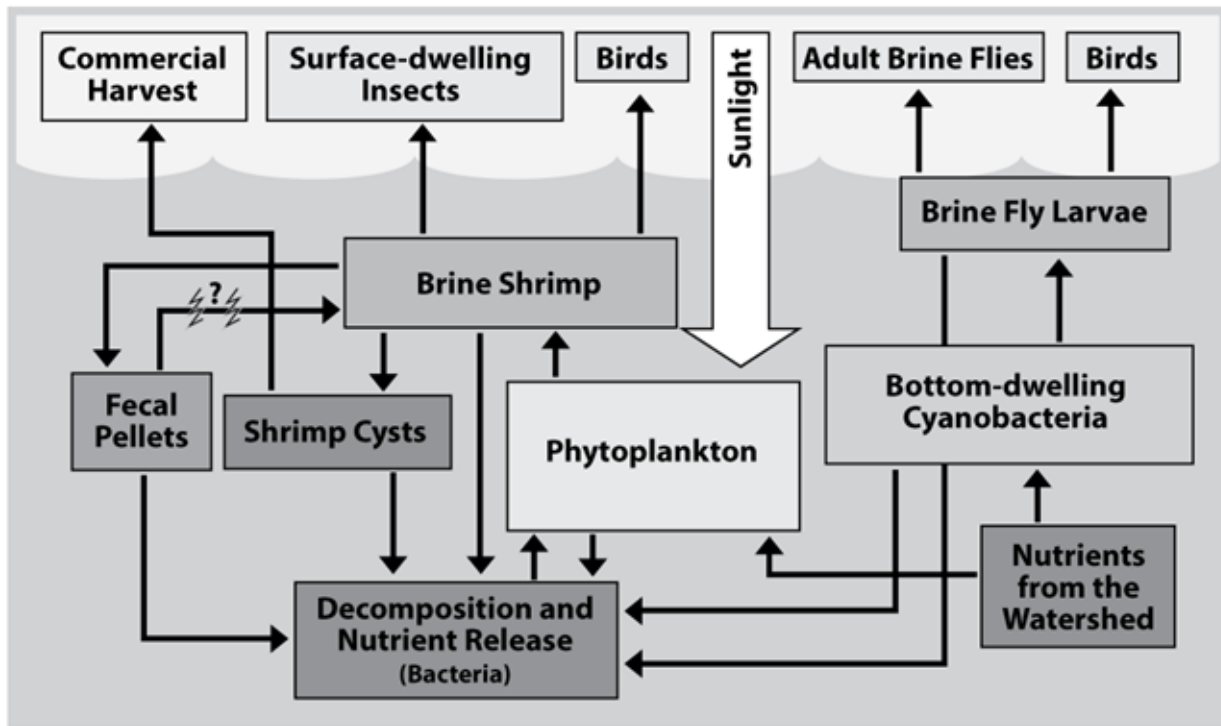 Commercial
Harvest
Surface-dwelling
Insects
Birds
Sunlight
Adult Brine Flies
Birds
Brine Fly Larvae
Brine Shrimp
?
Fecal
Pellets
Shrimp Cysts
Phytoplankton
Bottom-dwelling
Cyanobacteria
Decomposition and
Nutrient Release
(Bacteria)
Nutrients
from the
Watershed